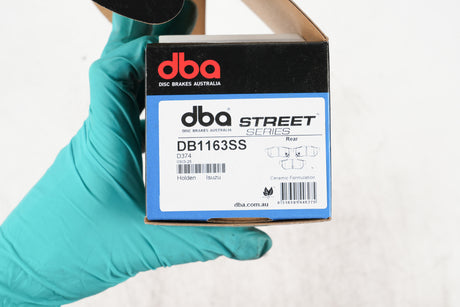 dba
DISC BRAKES AUSTRALIA
dba STREET
DISC BRAKES AUSTRALIA SERIES
DB1163SS Rear
D374
Holden Isuzu
Ceramic Formulation
dba.com.au